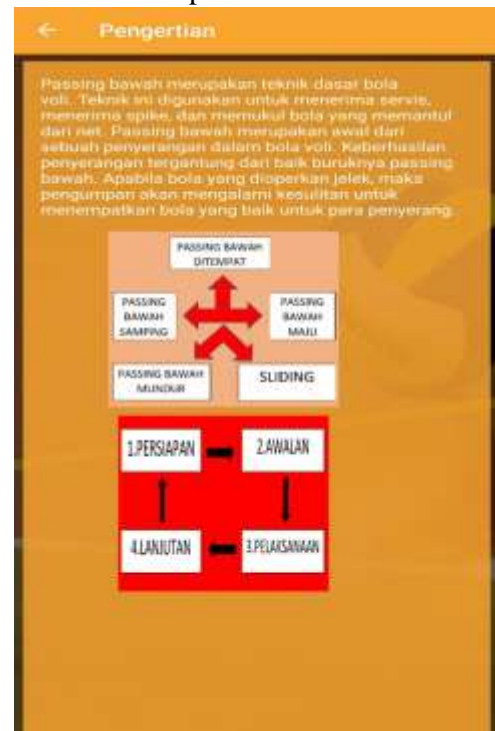 Pengertian
Passing bawah merupakan teknik dasar bola
voli. Teknik ini digunakan untuk menerima servis,
menerima spike, dan memukul bola yang memantul
dari net. Passing bawah merupakan awal dari
sebuah penyerangan dalam bola voli. Keberhasilan
penyerangan tergantung dari baik buruknya passing
bawah. Apabila bola yang dioperkan jelek, maka
pengumpan akan mengalami kesulitan untuk
menempatkan bola yang baik untuk para penyerang.
PASSING BAWAH
DITEMPAT
PASSING
BAWAH
SAMPING
PASSING
BAWAH
MAJU
PASSING BAWAH
MUNDUR
SLIDING
1.PERSIAPAN
2.AWALAN
4.LANJUTAN
3.PELAKSANAAN